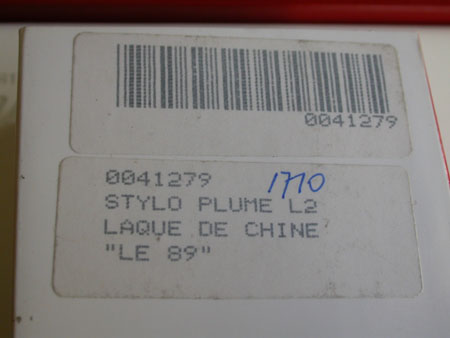 0041279
0041279 1710
STYLO PLUME L2
LAQUE DE CHINE
"LE 89"